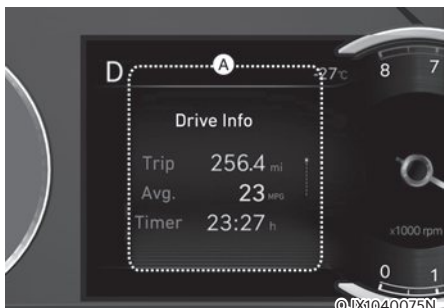 A
D
-27°C
8 7
Drive Info
Trip 256.4 mi
Avg. 23 MPG
Timer 23:27 h
x1000 rpm
0 1
OJX1040075N